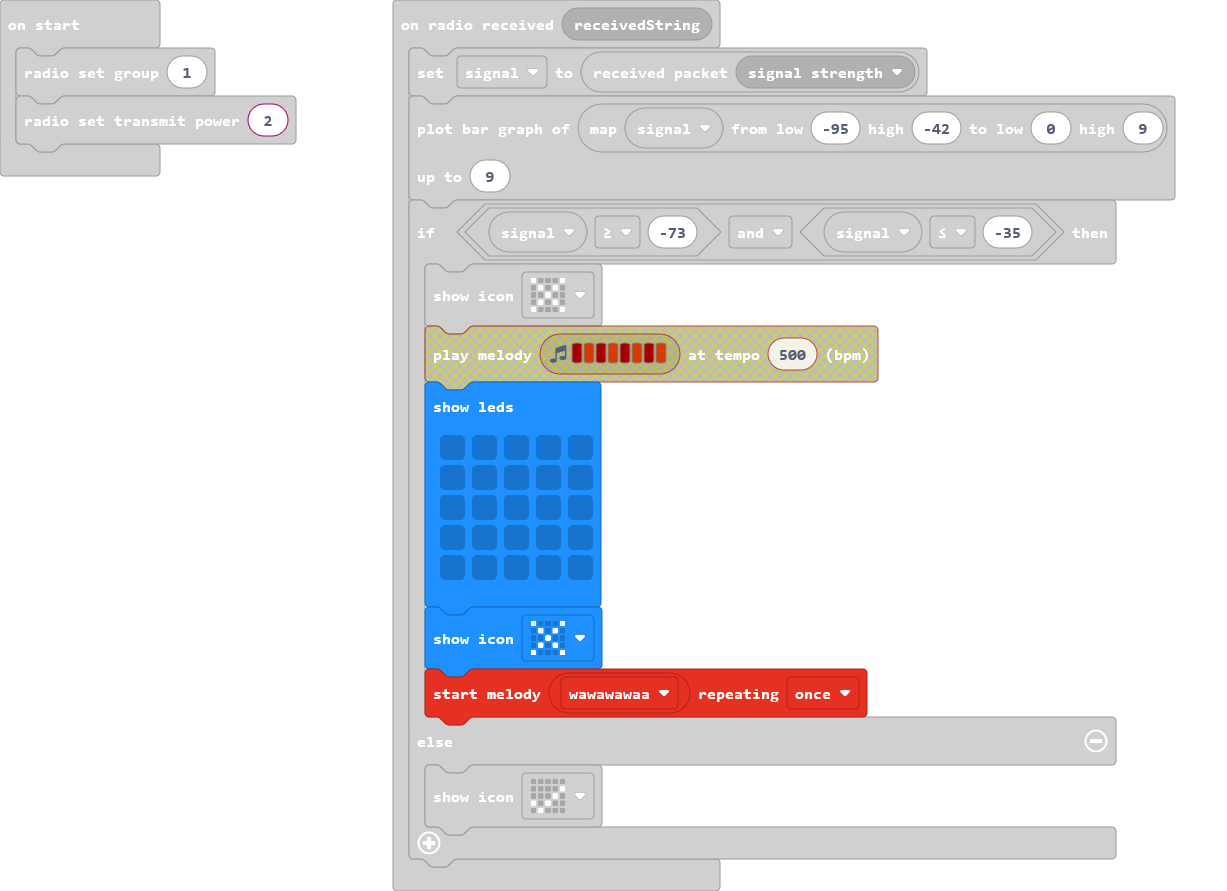 on start
radio set group 1
radio set transmit power 2
on radio received receivedString
set signal to received packet signal strength
plot bar graph of map signal from low -95 high -42 to low 0 high 9
up to 9
if signal ≥ -73 and signal ≤ -35 then
show icon
play melody at tempo 500 (bpm)
show leds
show icon
start melody wawawawaa repeating once
else
show icon